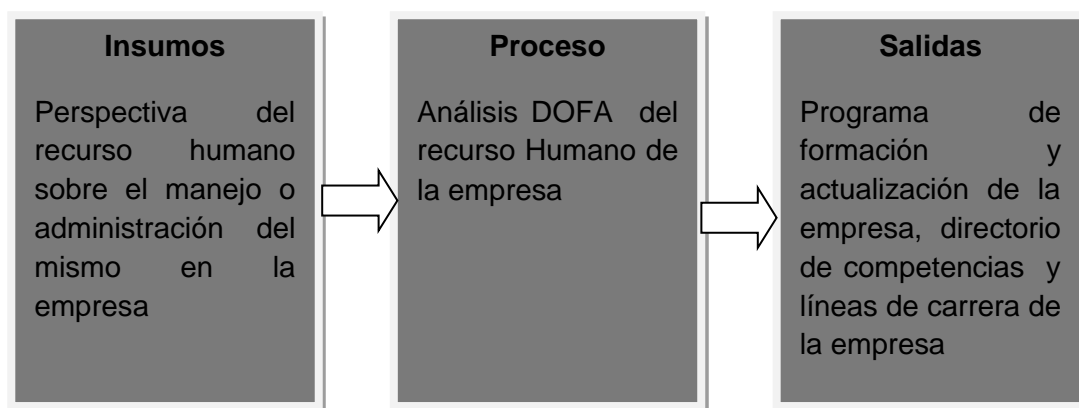 Insumos
Perspectiva del
recurso humano
sobre el manejo o
administración del
mismo en la
empresa
Proceso
Análisis DOFA del
recurso Humano de
la empresa
Salidas
Programa de
formación y
actualización de la
empresa, directorio
de competencias y
líneas de carrera de
la empresa